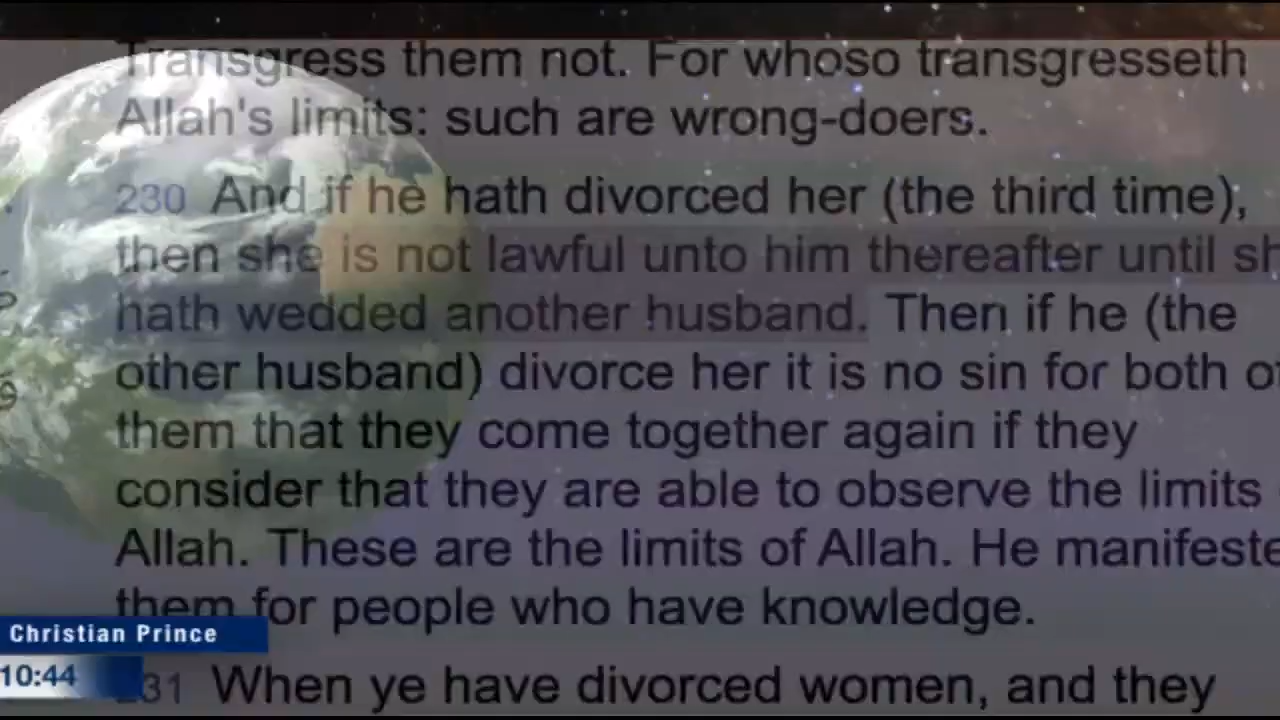 Transgress them not. For whoso transgresseth
Allah's limits: such are wrong-doers.
230 And if he hath divorced her (the third time),
then she is not lawful unto him thereafter until sh
hath wedded another husband. Then if he (the
other husband) divorce her it is no sin for both of
them that they come together again if they
consider that they are able to observe the limits
Allah. These are the limits of Allah. He manifeste
them for people who have knowledge.
Christian Prince
10:44
231 When ye have divorced women, and they